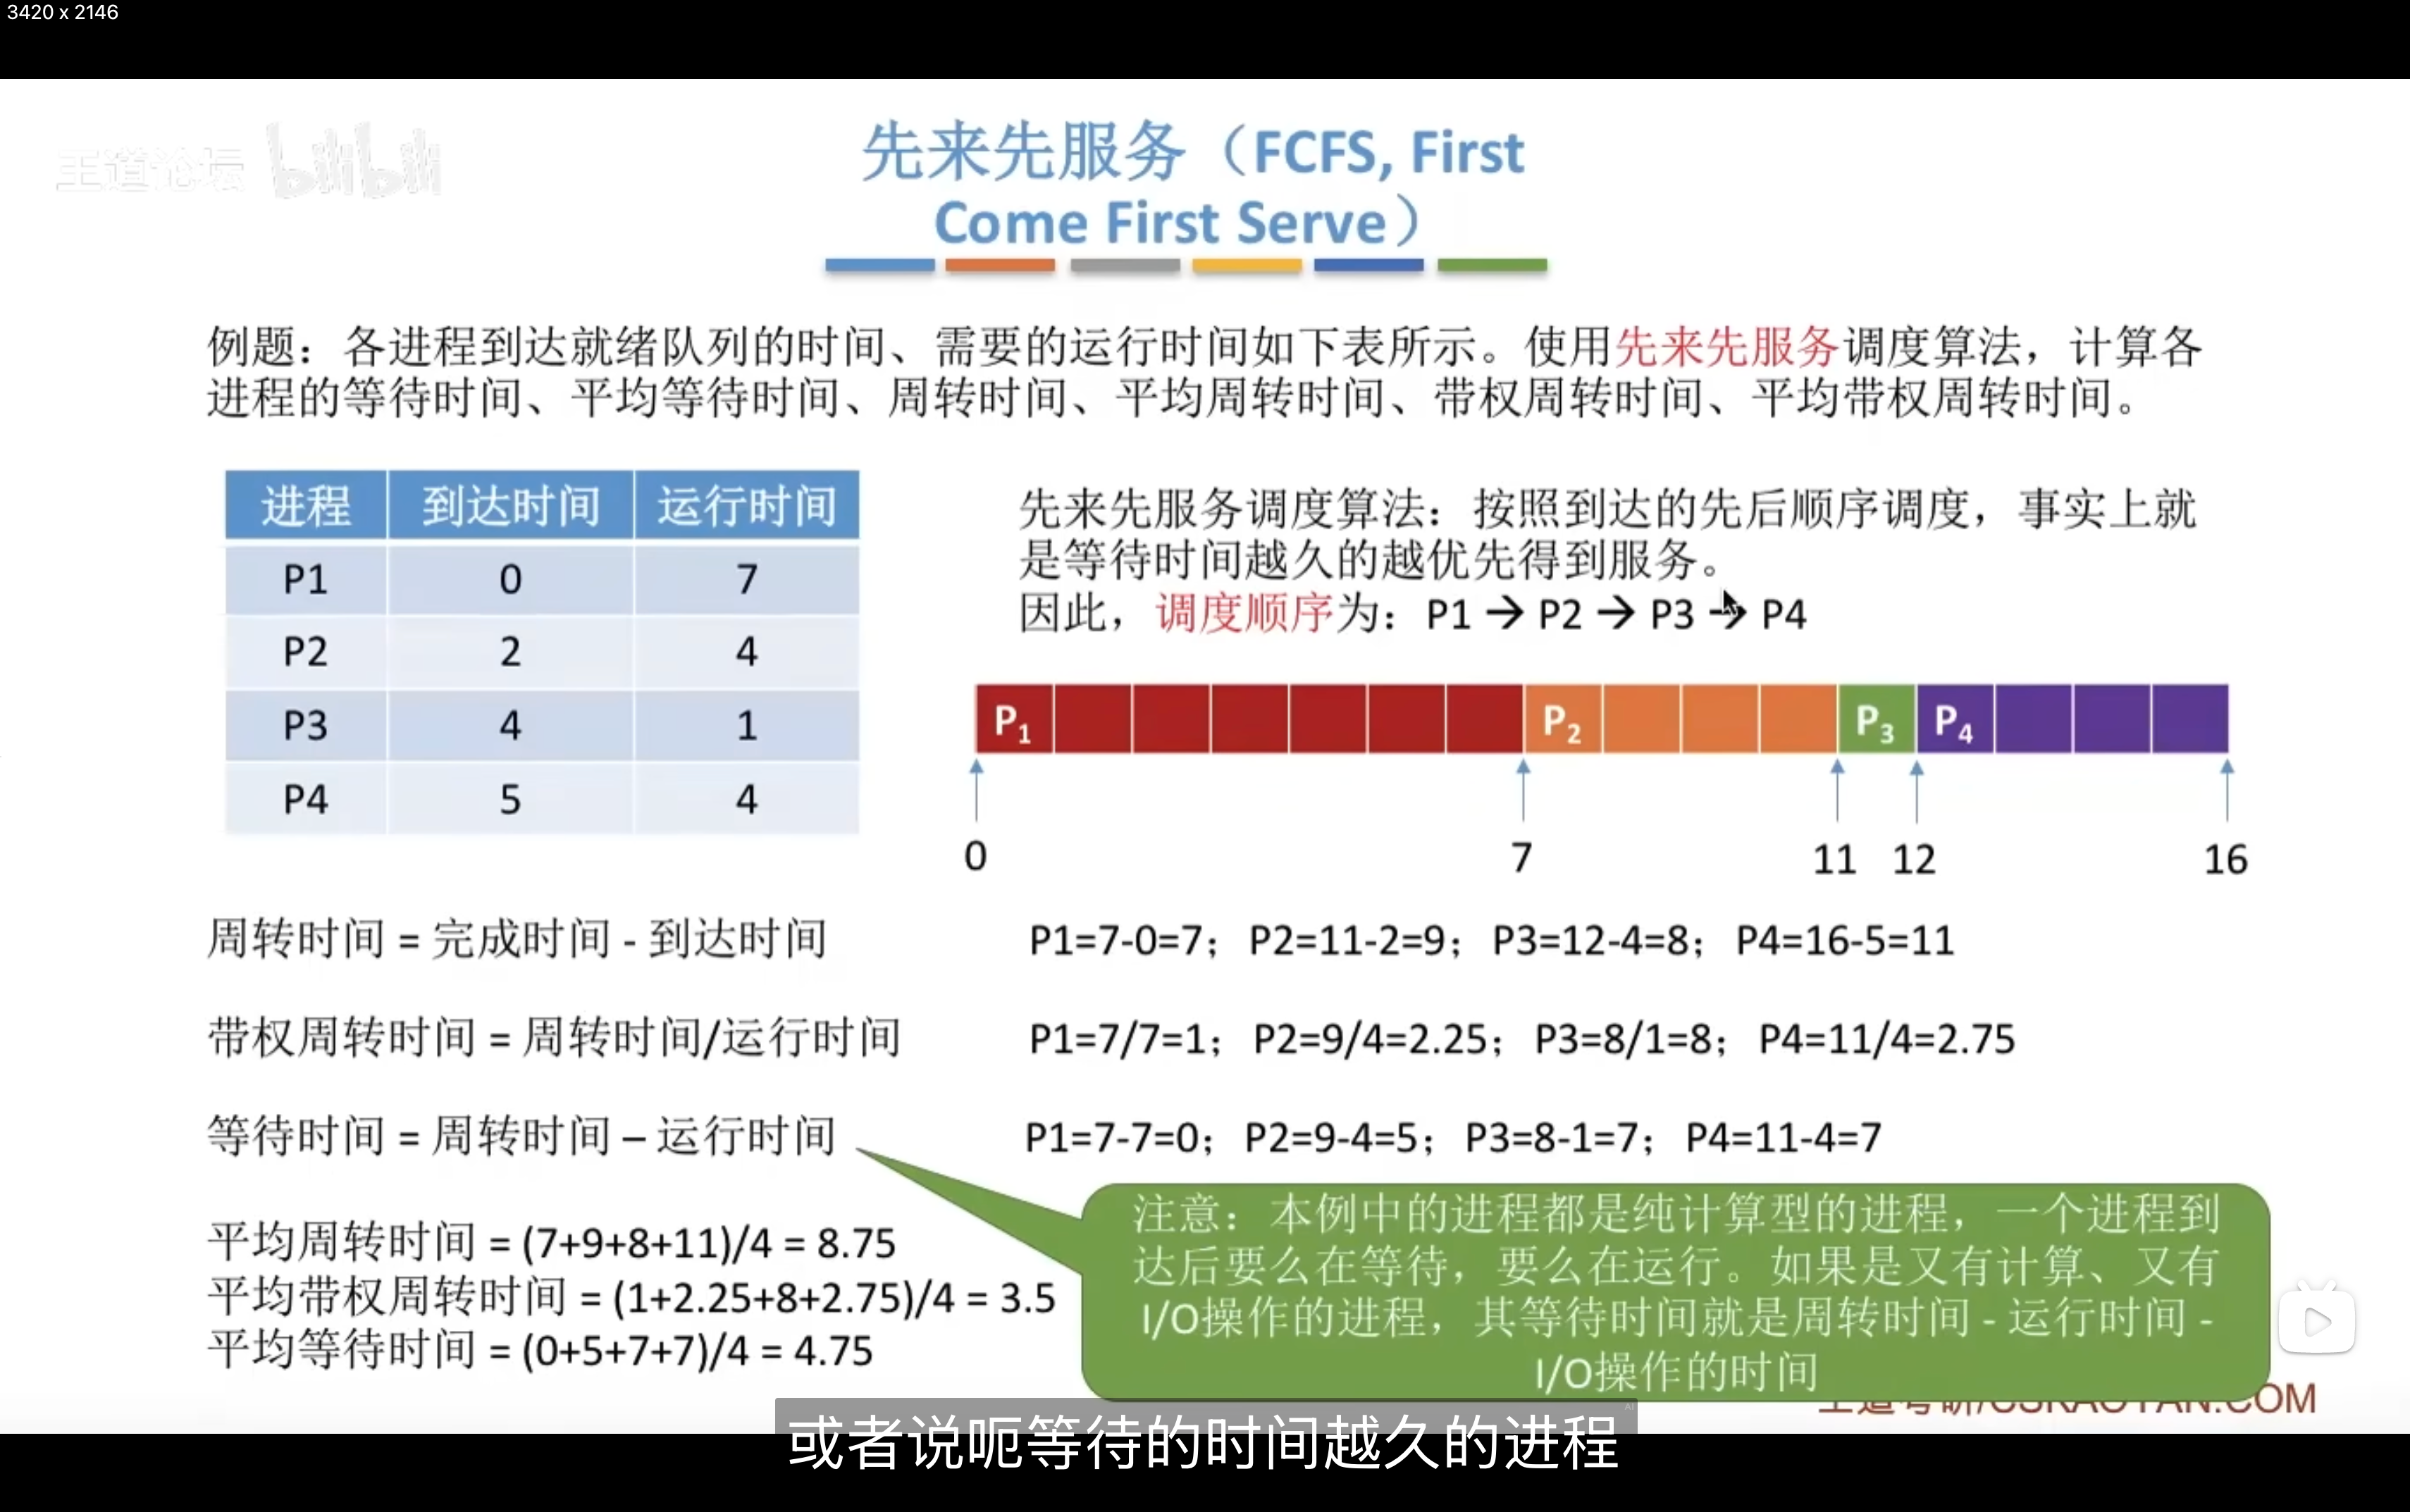 3420 x 2146
王道论坛 bilibili
先来先服务（FCFS, First
Come First Serve）
例题：各进程到达就绪队列的时间、需要的运行时间如下表所示。使用先来先服务调度算法，计算各
进程的等待时间、平均等待时间、周转时间、平均周转时间、带权周转时间、平均带权周转时间。
进程 到达时间 运行时间
P1 0 7
P2 2 4
P3 4 1
P4 5 4
先来先服务调度算法：按照到达的先后顺序调度，事实上就
是等待时间越久的越优先得到服务。
因此，调度顺序为：P1 → P2 → P3 → P4
P1 P2 P3 P4
0 7 11 12 16
周转时间 = 完成时间 - 到达时间
P1=7-0=7；P2=11-2=9；P3=12-4=8；P4=16-5=11
带权周转时间 = 周转时间/运行时间
P1=7/7=1；P2=9/4=2.25；P3=8/1=8；P4=11/4=2.75
等待时间 = 周转时间 – 运行时间
P1=7-7=0；P2=9-4=5；P3=8-1=7；P4=11-4=7
平均周转时间 = (7+9+8+11)/4 = 8.75
平均带权周转时间 = (1+2.25+8+2.75)/4 = 3.5
平均等待时间 = (0+5+7+7)/4 = 4.75
注意：本例中的进程都是纯计算型的进程，一个进程到
达后要么在等待，要么在运行。如果是又有计算、又有
I/O操作的进程，其等待时间就是周转时间 - 运行时间 -
I/O操作的时间
王道考研/CSKAOYAN.COM
或者说呃等待的时间越久的进程